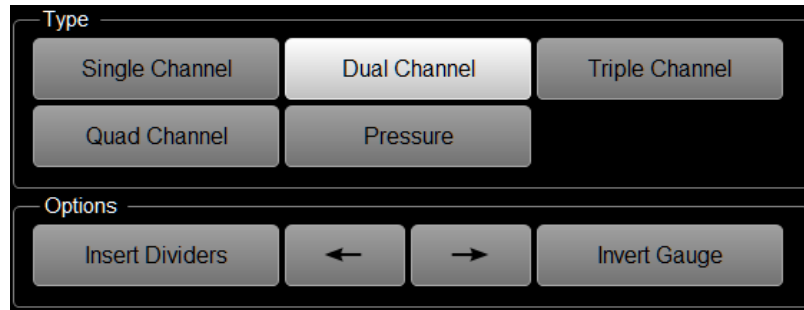 Type
Single Channel Dual Channel Triple Channel
Quad Channel Pressure
Options
Insert Dividers ← → Invert Gauge